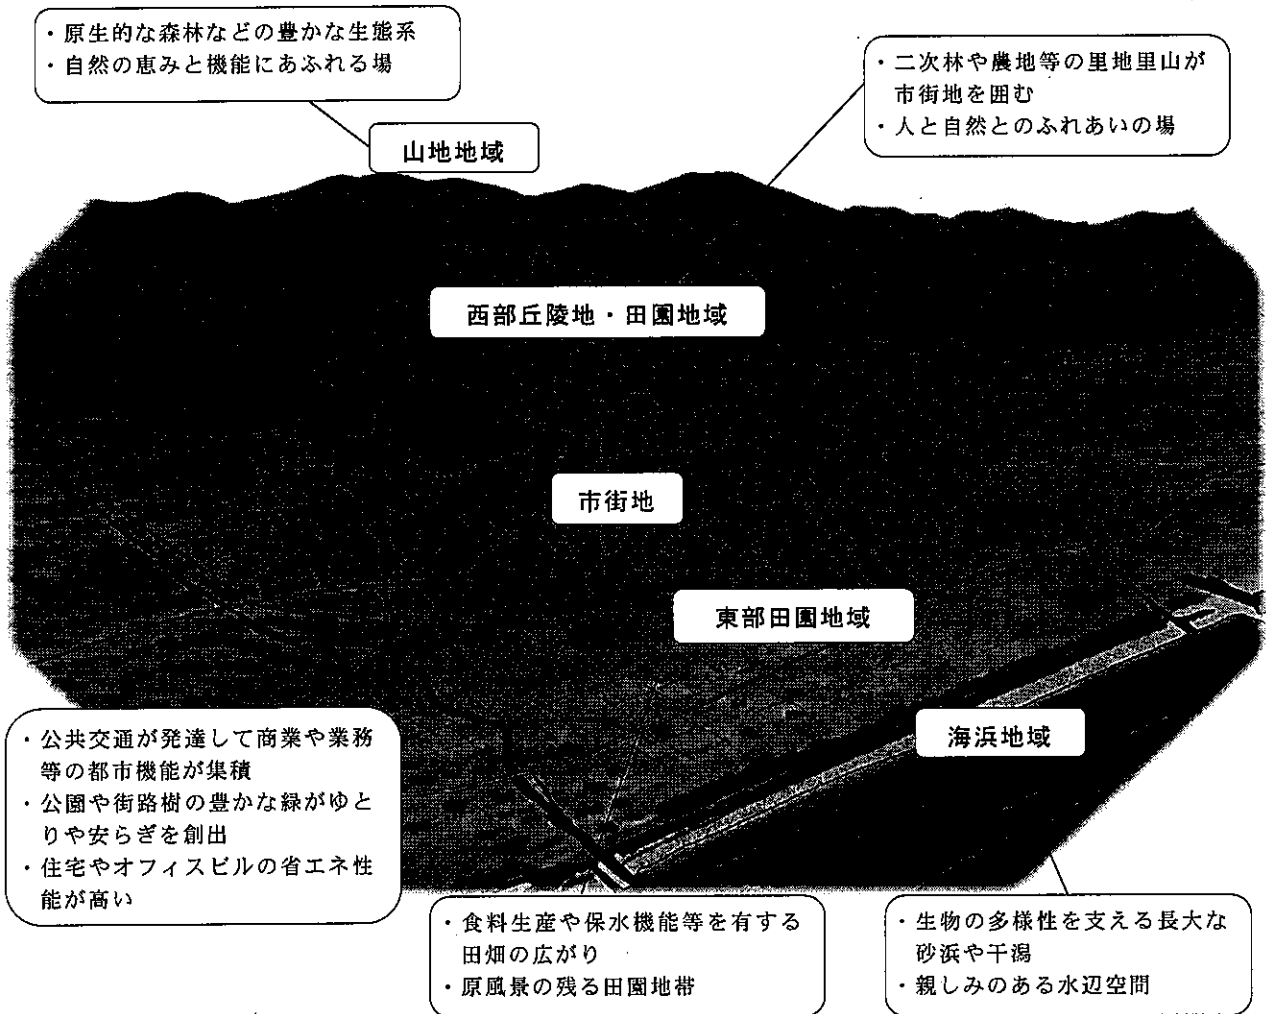 ・原生的な森林などの豊かな生態系
・自然の恵みと機能にあふれる場
・二次林や農地等の里地里山が
市街地を囲む
・人と自然とのふれあいの場
山地地域
西部丘陵地・田園地域
市街地
東部田園地域
海浜地域
・公共交通が発達して商業や業務
等の都市機能が集積
・公園や街路樹の豊かな緑がゆと
りや安らぎを創出
・住宅やオフィスビルの省エネ性
能が高い
・食料生産や保水機能等を有する
田畑の広がり
・原風景の残る田園地帯
・生物の多様性を支える長大な
砂浜や干潟
・親しみのある水辺空間